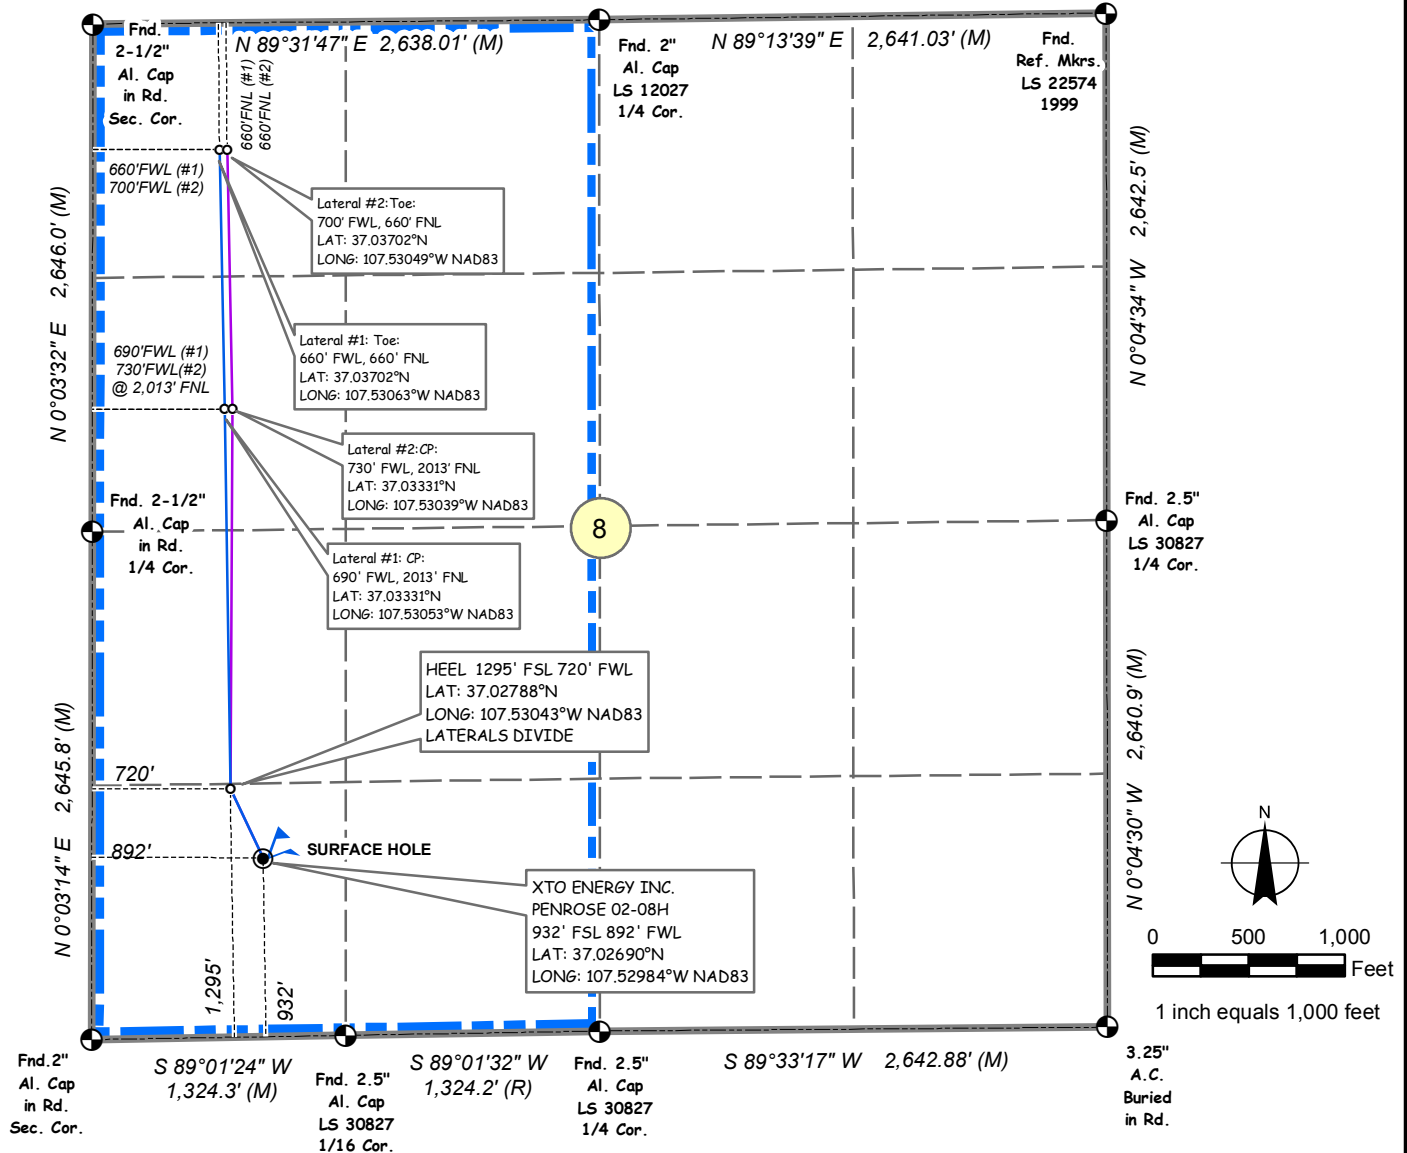 Fnd.
2-1/2"
Al. Cap
in Rd.
Sec. Cor.
N 89°31'47" E 2,638.01' (M)
Fnd. 2"
Al. Cap
LS 12027
1/4 Cor.
N 89°13'39" E 2,641.03' (M)
Fnd.
Ref. Mkrs.
LS 22574
1999
660'FNL (#1)
660'FNL (#2)
660'FWL (#1)
700'FWL (#2)
Lateral #2:Toe:
700' FWL, 660' FNL
LAT: 37.03702°N
LONG: 107.53049°W NAD83
N 0°03'32" E 2,646.0' (M)
N 0°04'34" W 2,642.5' (M)
Lateral #1: Toe:
660' FWL, 660' FNL
LAT: 37.03702°N
LONG: 107.53063°W NAD83
690'FWL (#1)
730'FWL(#2)
@ 2,013' FNL
Lateral #2:CP:
730' FWL, 2013' FNL
LAT: 37.03331°N
LONG: 107.53039°W NAD83
Fnd. 2-1/2"
Al. Cap
in Rd.
1/4 Cor.
8
Fnd. 2.5"
Al. Cap
LS 30827
1/4 Cor.
Lateral #1: CP:
690' FWL, 2013' FNL
LAT: 37.03331°N
LONG: 107.53053°W NAD83
HEEL 1295' FSL 720' FWL
LAT: 37.02788°N
LONG: 107.53043°W NAD83
LATERALS DIVIDE
N 0°03'14" E 2,645.8' (M)
N 0°04'30" W 2,640.9' (M)
720'
892'
SURFACE HOLE
XTO ENERGY INC.
PENROSE 02-08H
932' FSL 892' FWL
LAT: 37.02690°N
LONG: 107.52984°W NAD83
1,295'
932'
N
0 500 1,000
Feet
1 inch equals 1,000 feet
Fnd.2"
Al. Cap
in Rd.
Sec. Cor.
S 89°01'24" W
1,324.3' (M)
Fnd. 2.5"
Al. Cap
LS 30827
1/16 Cor.
S 89°01'32" W
1,324.2' (R)
Fnd. 2.5"
Al. Cap
LS 30827
1/4 Cor.
S 89°33'17" W 2,642.88' (M)
3.25"
A.C.
Buried
in Rd.